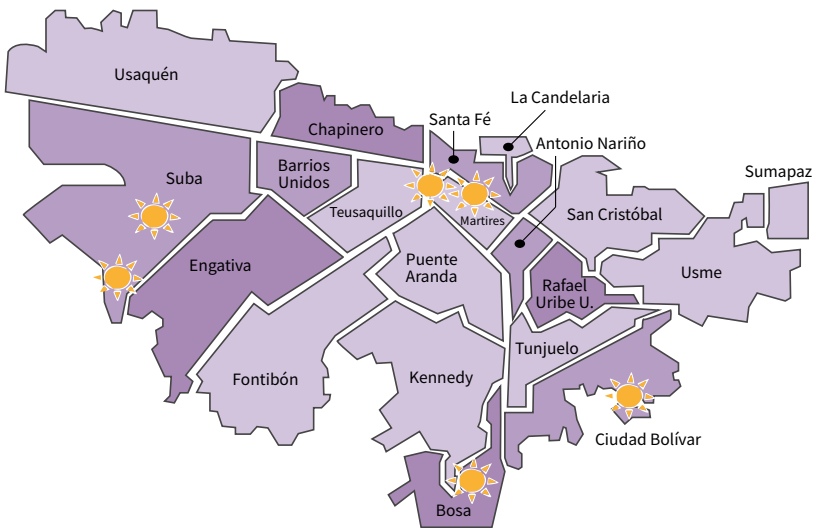 Usaquén
La Candelaria
Santa Fé
Chapinero
Antonio Nariño
Barrios
Unidos
Sumapaz
Suba
Teusaquillo
Martires
San Cristóbal
Engativa
Puente
Aranda
Usme
Rafael
Uribe U.
Tunjuelo
Fontibón
Kennedy
Ciudad Bolívar
Bosa